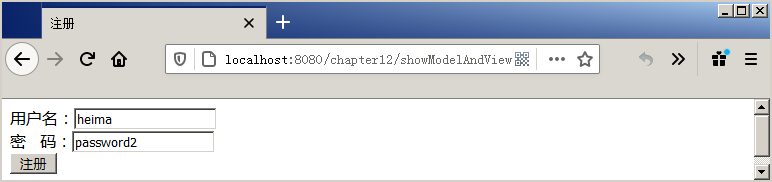 注册
localhost:8080/chapter12/showModelAndView
用户名：heima
密 码：password2
注册